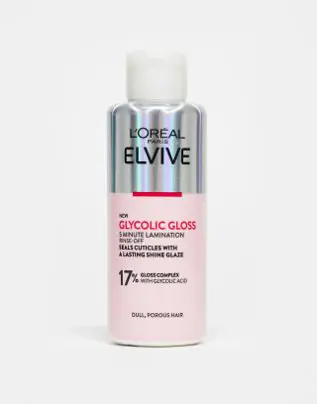 L'ORÉAL
PARIS
ELVIVE
NEW
GLYCOLIC GLOSS
5 MINUTE LAMINATION
RINSE-OFF
SEALS CUTICLES WITH
A LASTING SHINE GLAZE
17% GLOSS COMPLEX
WITH GLYCOLIC ACID
DULL, POROUS HAIR